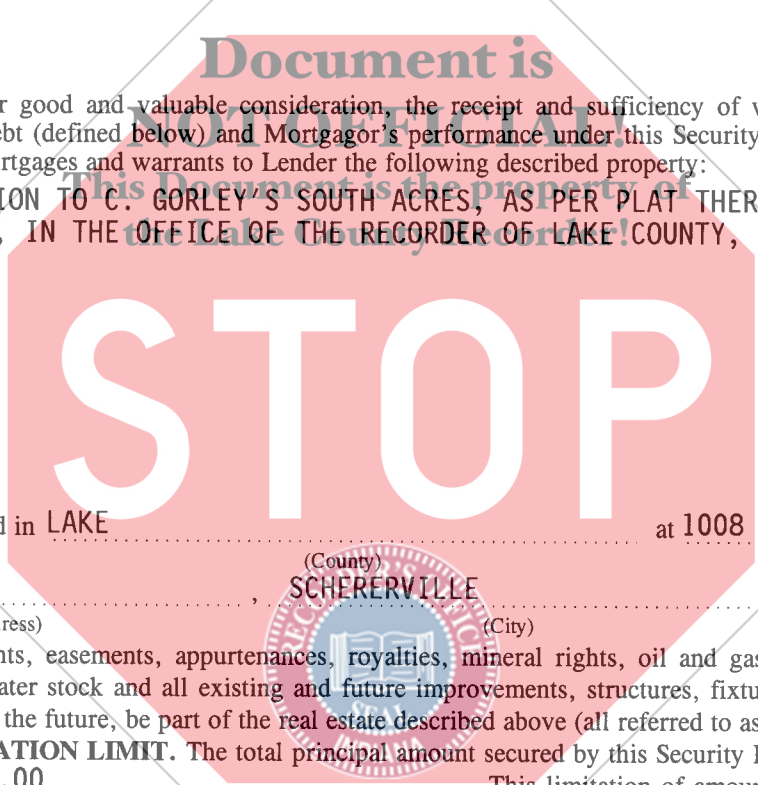 Document is
r good and valuable consideration, the receipt and sufficiency of v
NOT OFFICIAL!
ebt (defined below) and Mortgagor's performance under this Security
rtgages and warrants to Lender the following described property:
This Document is the property of
ION TO C. GORLEY'S SOUTH ACRES, AS PER PLAT THER
the Lake County Recorder!
, IN THE OFFICE OF THE RECORDER OF LAKE COUNTY,
STOP
d in LAKE at 1008
(County)
, SCHERERVILLE
ress) (City)
RECORDER'S OFFICE
nts, easements, appurtenances, royalties, mineral rights, oil and gas
ater stock and all existing and future improvements, structures, fixtu
SEAL
the future, be part of the real estate described above (all referred to as
ATION LIMIT. The total principal amount secured by this Security
.00 This limitation of amou